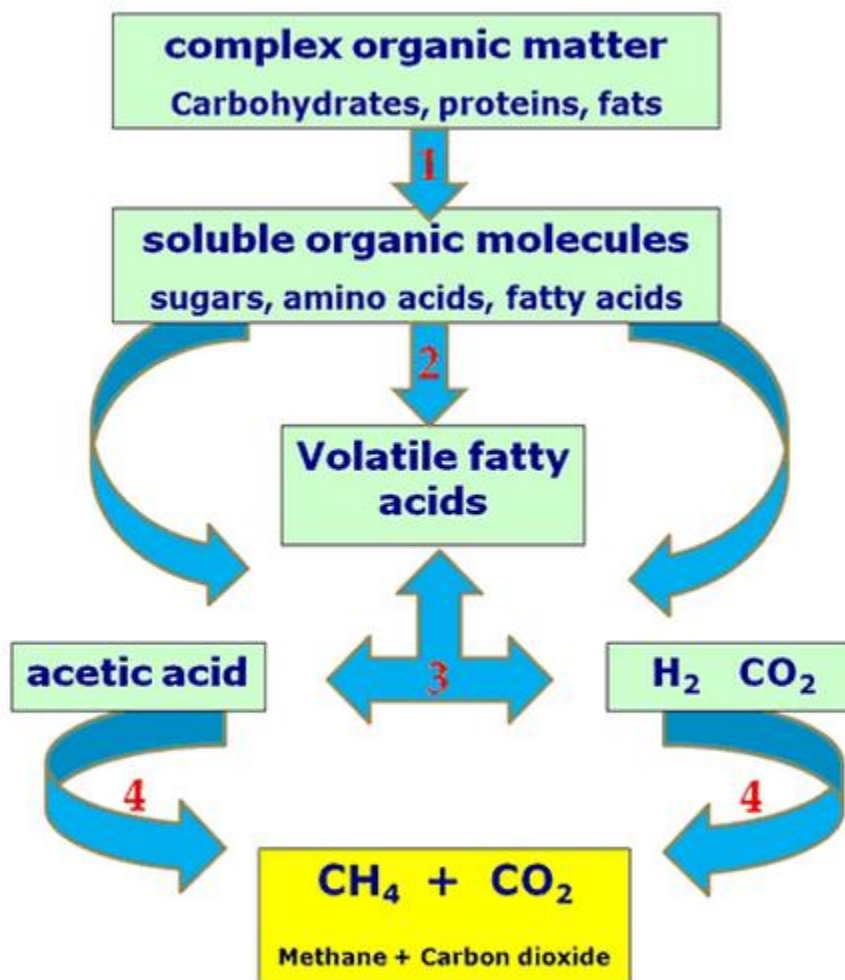 complex organic matter
Carbohydrates, proteins, fats
1
soluble organic molecules
sugars, amino acids, fatty acids
2
Volatile fatty
acids
acetic acid
3
H₂ CO₂
4
4
CH₄ + CO₂
Methane + Carbon dioxide